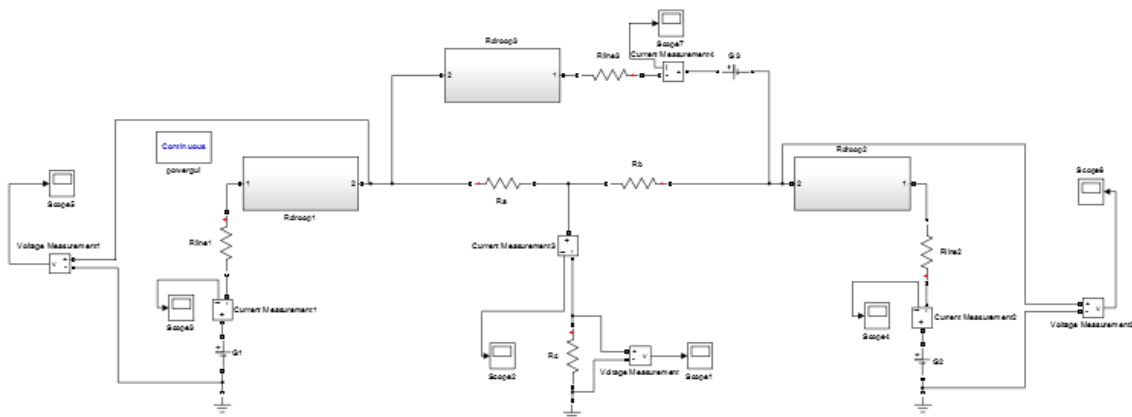 Rdroop3
2
1
Rline3
Scope7
Current Measurement4
G3
Continuous
powergui
Scope5
Voltage Measurement1
1
2
Rdroop1
Ra
Rb
Rdroop2
2
1
Scope6
Rline1
Current Measurement3
Rline2
Scope3
Current Measurement1
G1
Scope2
Rc
Voltage Measurement
Scope1
Scope4
Current Measurement2
G2
Voltage Measurement2